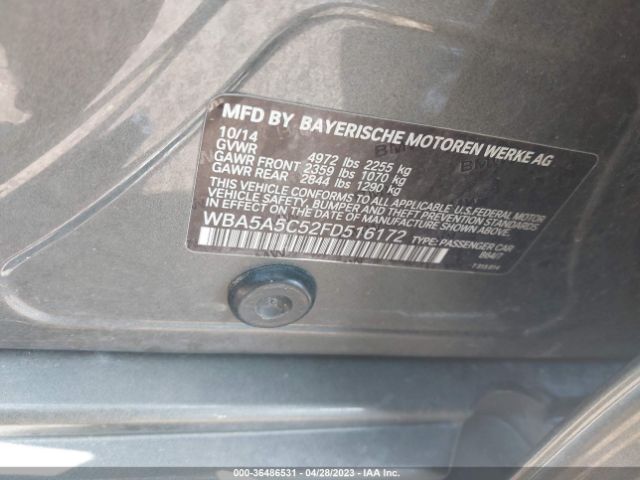 MFD BY BAYERISCHE MOTOREN WERKE AG
10/14
GVWR 4972 lbs 2255 kg
GAWR FRONT 2359 lbs 1070 kg
GAWR REAR 2844 lbs 1290 kg
THIS VEHICLE CONFORMS TO ALL APPLICABLE U.S.FEDERAL MOTOR
VEHICLE SAFETY, BUMPER AND THEFT PREVENTION STANDARDS
IN EFFECT ON THE DATE OF MANUFACTURE SHOWN ABOVE.
WBA5A5C52FD516172 TYPE: PASSENGER CAR
000-36486531 - 04/28/2023 - IAA Inc.